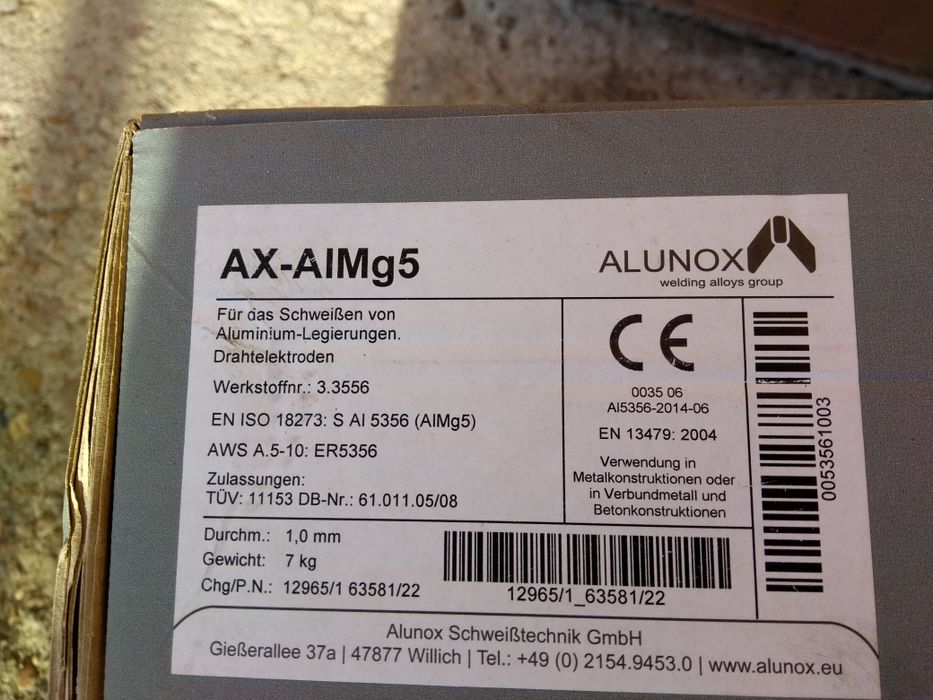 AX-AlMg5
ALUNOX
welding alloys group
Für das Schweißen von
Aluminium-Legierungen.
Drahtelektroden
Werkstoffnr.: 3.3556
EN ISO 18273: S Al 5356 (AlMg5)
AWS A.5-10: ER5356
Zulassungen:
TÜV: 11153 DB-Nr.: 61.011.05/08
CE
0035 06
Al5356-2014-06
EN 13479: 2004
Verwendung in
Metalkonstruktionen oder
in Verbundmetall und
Betonkonstruktionen
0053561003
Durchm.: 1,0 mm
Gewicht: 7 kg
Chg/P.N.: 12965/1 63581/22
12965/1_63581/22
Alunox Schweißtechnik GmbH
Gießerallee 37a | 47877 Willich | Tel.: +49 (0) 2154.9453.0 | www.alunox.eu